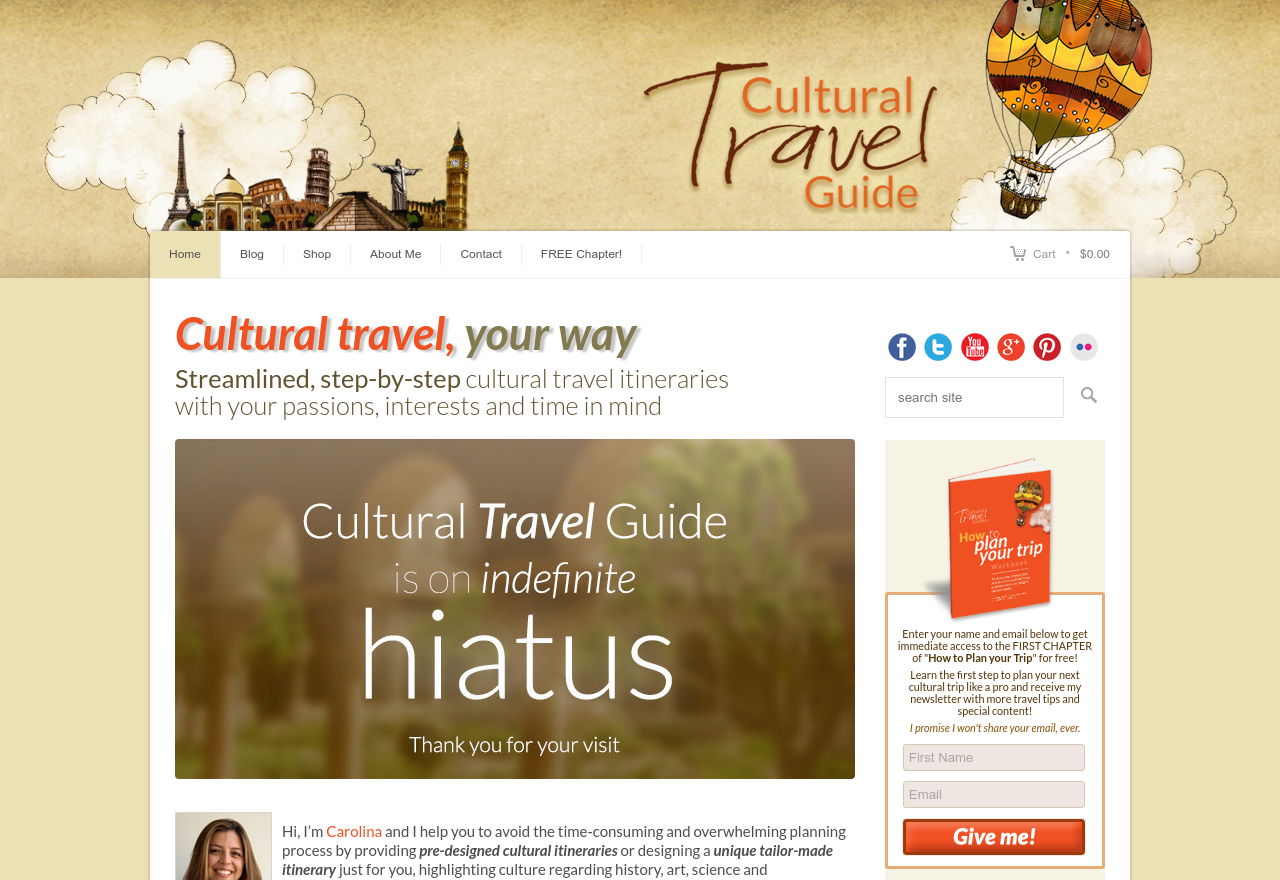 Cultural
Travel
Guide
Home
Blog
Shop
About Me
Contact
FREE Chapter!
Cart
$0.00
Cultural travel, your way
Streamlined, step-by-step cultural travel itineraries
with your passions, interests and time in mind
search site
Cultural Travel Guide
is on indefinite
hiatus
Thank you for your visit
Travel
How to
plan
your trip
Workbook
Enter your name and email below to get
immediate access to the FIRST CHAPTER
of "How to Plan your Trip" for free!
Learn the first step to plan your next
cultural trip like a pro and receive my
newsletter with more travel tips and
special content!
I promise I won't share your email, ever.
First Name
Email
Give me!
Hi, I’m Carolina and I help you to avoid the time-consuming and overwhelming planning
process by providing pre-designed cultural itineraries or designing a unique tailor-made
itinerary just for you, highlighting culture regarding history, art, science and